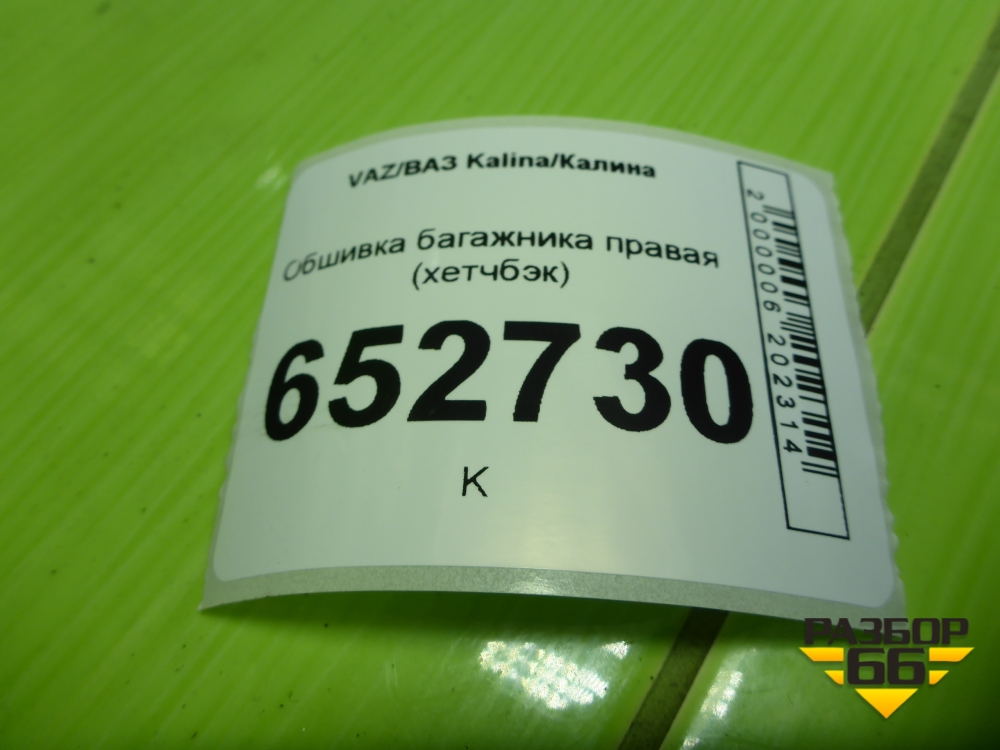 VAZ/ВАЗ Kalina/Калина
Обшивка багажника правая
(хетчбэк)
652730
К
2000006202314
РАЗБОР
66